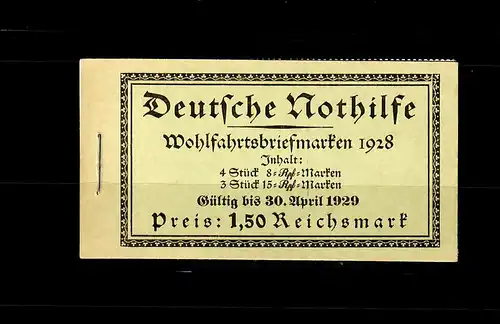 Deutſche Nothilfe
Wohlfahrtsbriefmarken 1928
Inhalt:
4 Stück 8=Rpf=Marken
3 Stück 15=Rpf=Marken
Gültig bis 30. April 1929
Preis: 1,50 Reichsmark